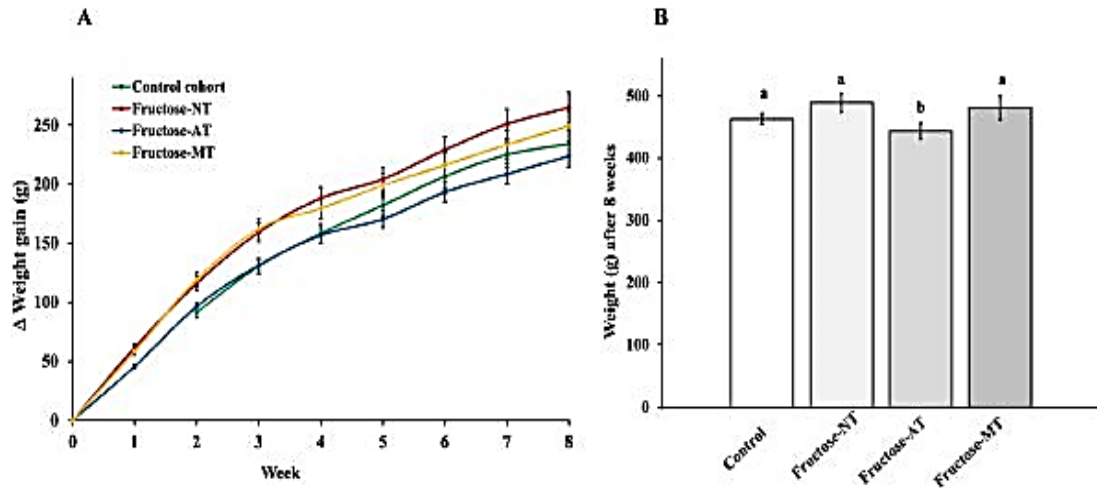 A
Control cohort
Fructose-NT
Fructose-AT
Fructose-MT
Δ Weight gain (g)
250
200
150
100
50
0
0 1 2 3 4 5 6 7 8
Week
B
Weight (g) after 8 weeks
500
400
300
200
100
0
a a b a
Control Fructose-NT Fructose-AT Fructose-MT